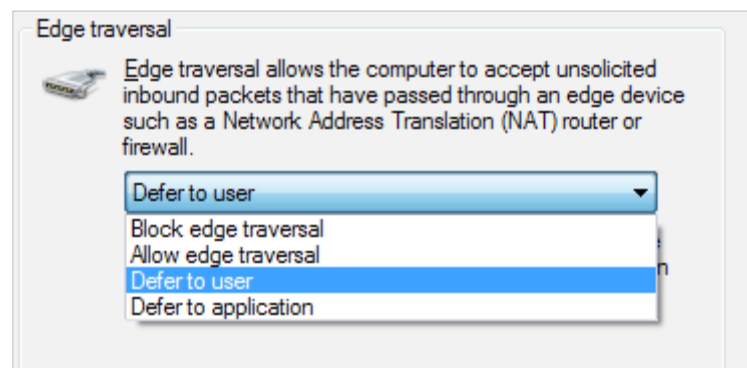 Edge traversal
Edge traversal allows the computer to accept unsolicited
inbound packets that have passed through an edge device
such as a Network Address Translation (NAT) router or
firewall.
Defer to user
Block edge traversal
Allow edge traversal
Defer to user
Defer to application